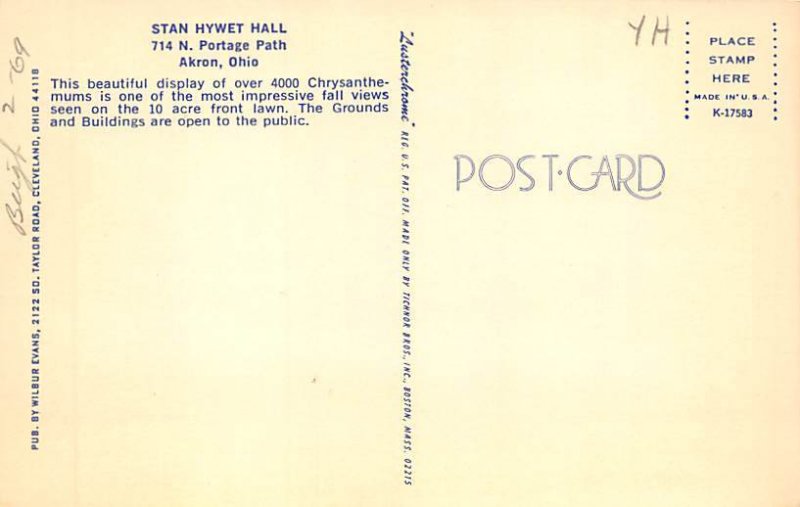 STAN HYWET HALL
714 N. Portage Path
Akron, Ohio
This beautiful display of over 4000 Chrysanthe-
mums is one of the most impressive fall views
seen on the 10 acre front lawn. The Grounds
and Buildings are open to the public.
PUB. BY WILBUR EVANS, 2122 SO. TAYLOR ROAD, CLEVELAND, OHIO 44118
2 - 69
"Lusterchrome" REG. U.S. PAT. OFF. MADE ONLY BY TICHNOR BROS., INC., BOSTON, MASS. 02215
YH
PLACE
STAMP
HERE
MADE IN U.S.A.
K-17583
POST·CARD